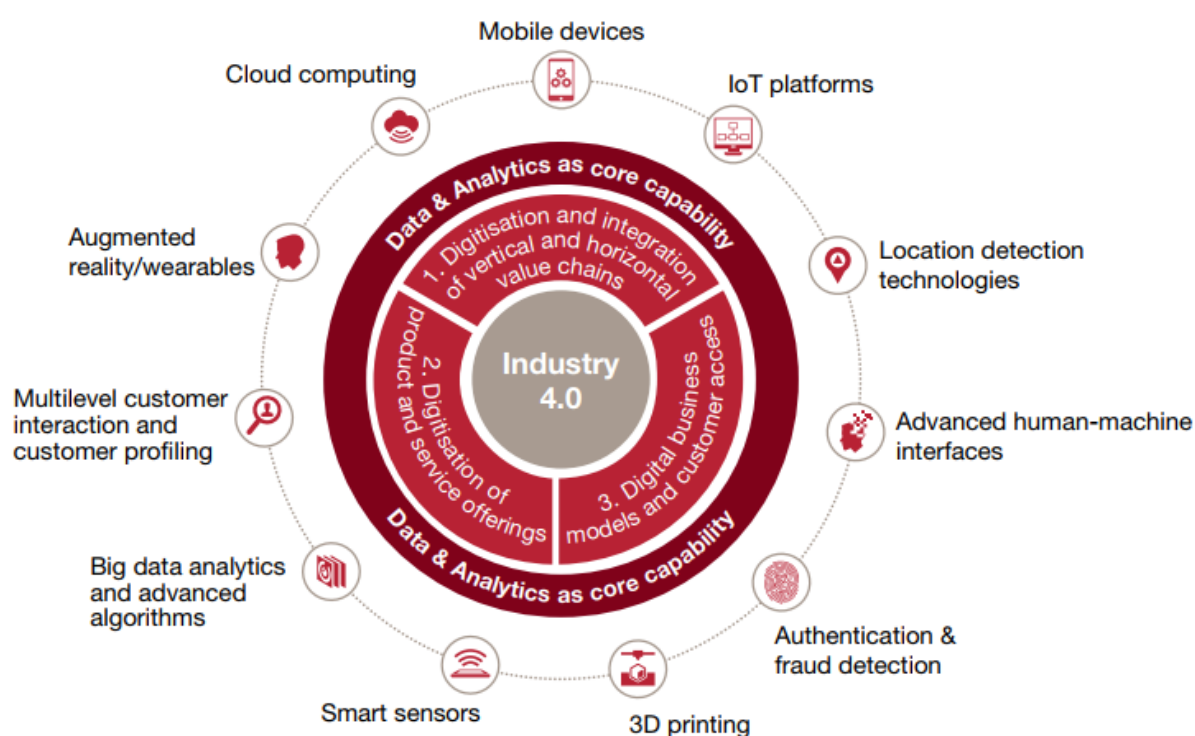 Mobile devices
Cloud computing
IoT platforms
Data & Analytics as core capability
1. Digitisation and integration
of vertical and horizontal
value chains
Augmented
reality/wearables
Location detection
technologies
Industry
4.0
2. Digitisation of
product and service offerings
3. Digital business
models and customer access
Multilevel customer
interaction and
customer profiling
Advanced human-machine
interfaces
Data & Analytics as core capability
Big data analytics
and advanced
algorithms
Authentication &
fraud detection
Smart sensors
3D printing